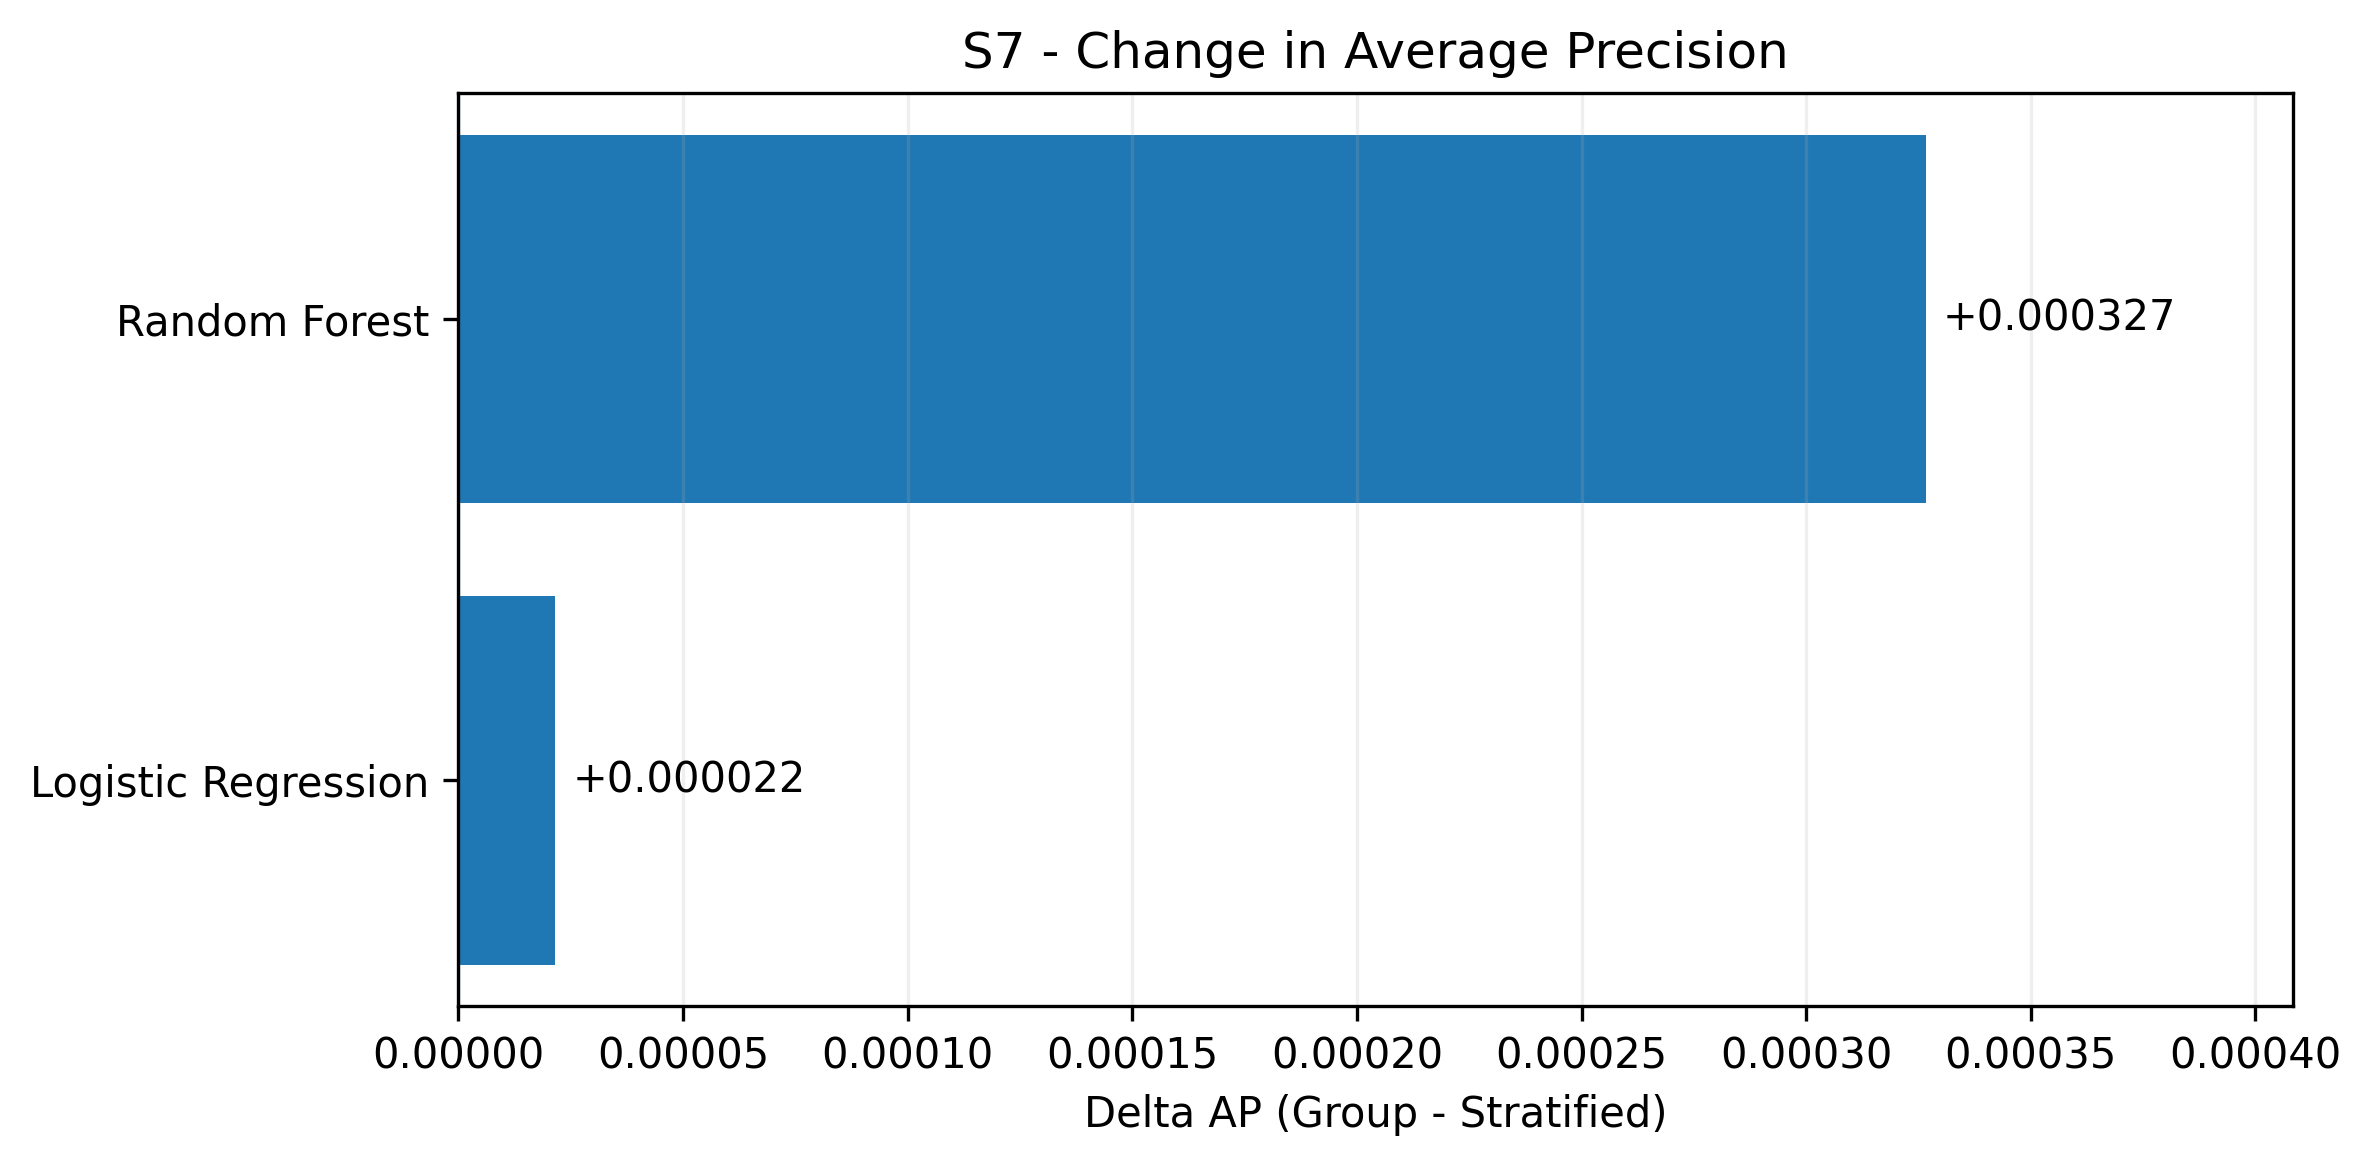 S7 - Change in Average Precision
Random Forest
+0.000327
Logistic Regression
+0.000022
0.00000 0.00005 0.00010 0.00015 0.00020 0.00025 0.00030 0.00035 0.00040
Delta AP (Group - Stratified)